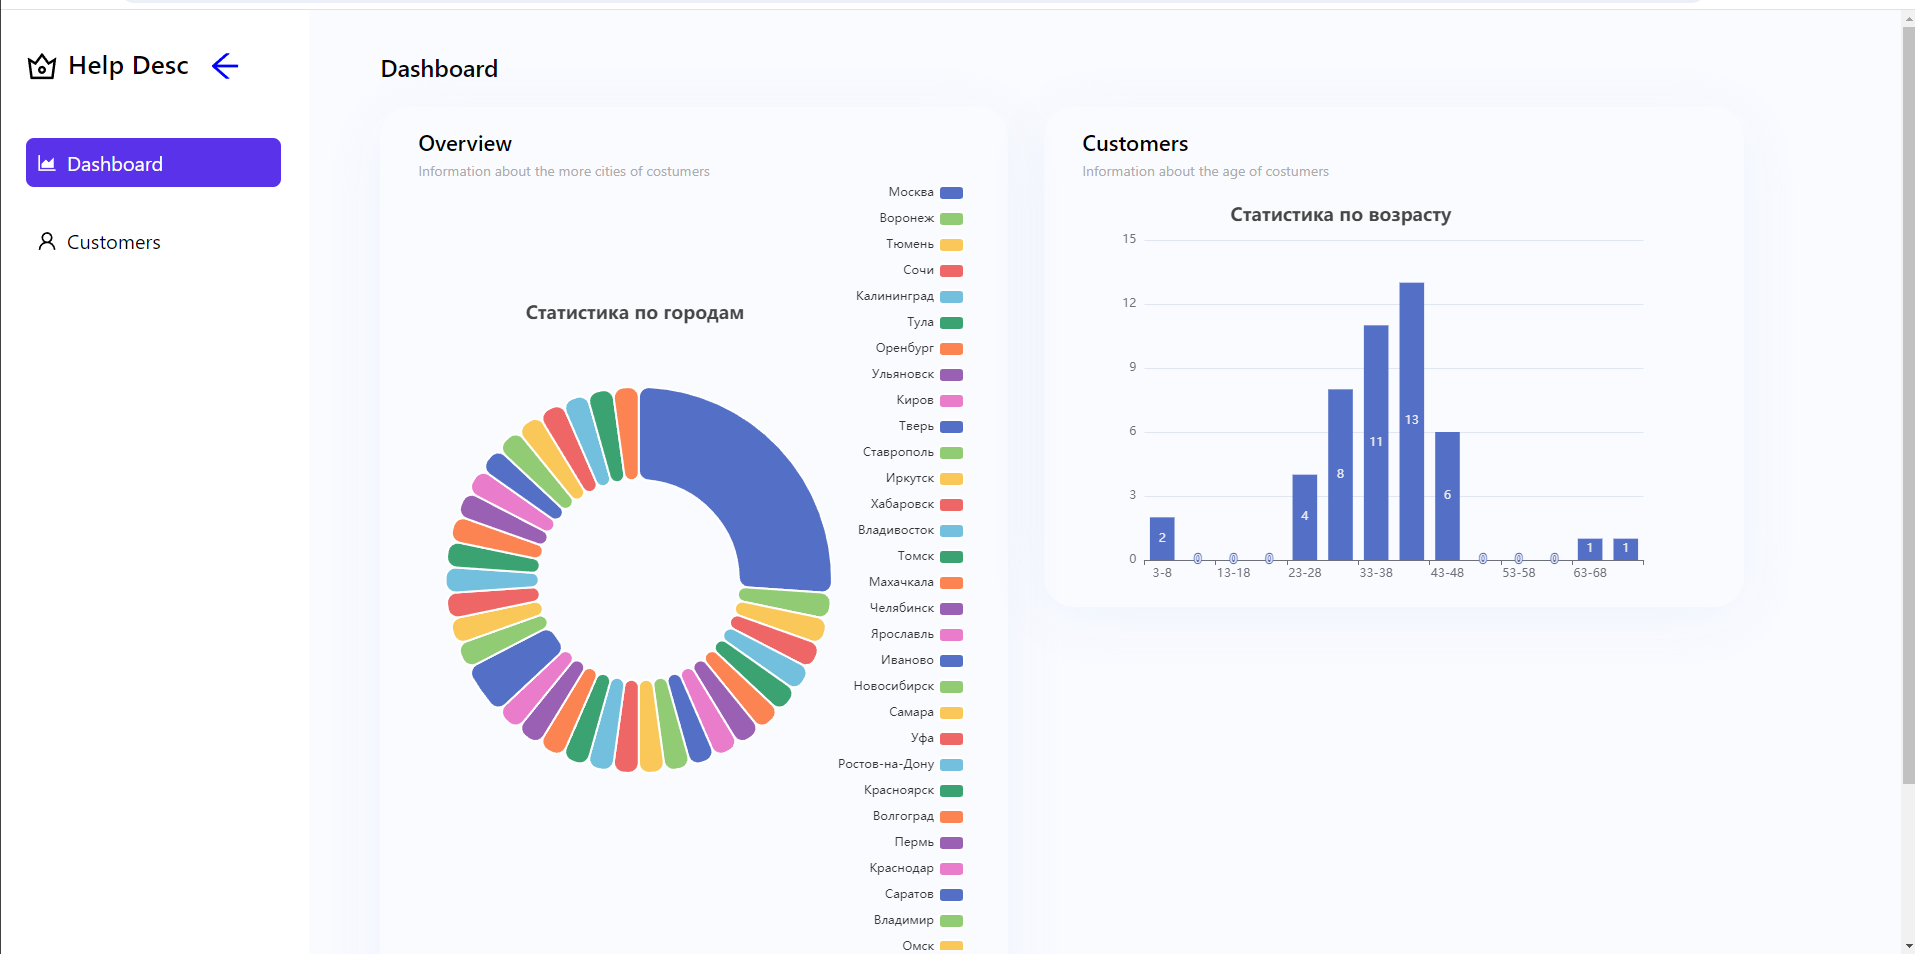 Help Desc
Dashboard
Customers
Dashboard
Overview
Information about the more cities of costumers
Статистика по городам
Москва
Воронеж
Тюмень
Сочи
Калининград
Тула
Оренбург
Ульяновск
Киров
Тверь
Ставрополь
Иркутск
Хабаровск
Владивосток
Томск
Махачкала
Челябинск
Ярославль
Иваново
Новосибирск
Самара
Уфа
Ростов-на-Дону
Красноярск
Волгоград
Пермь
Краснодар
Саратов
Владимир
Омск
Customers
Information about the age of costumers
Статистика по возрасту
15
12
9
6
3
0
2
0
0
0
4
8
11
13
6
0
0
0
1
1
3-8
13-18
23-28
33-38
43-48
53-58
63-68